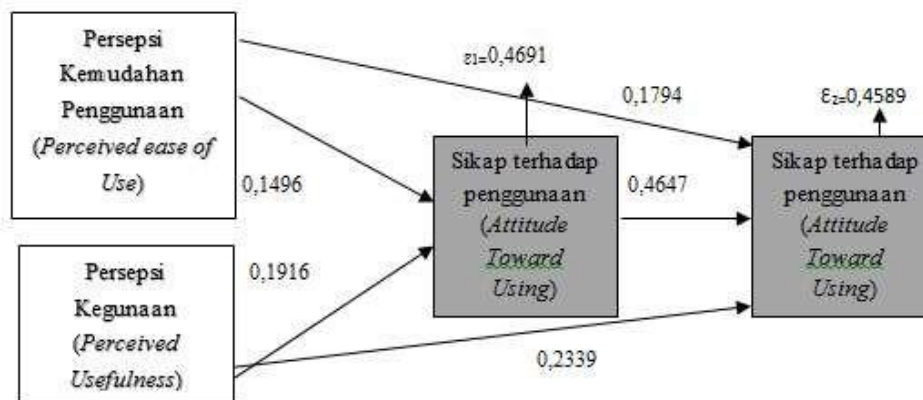 Persepsi
Kemudahan
Penggunaan
(Perceived ease of
Use)
0,1496
ε1=0,4691
0,1794
ε2=0,4589
Sikap terhadap
penggunaan
(Attitude
Toward
Using)
0,4647
Sikap terhadap
penggunaan
(Attitude
Toward
Using)
Persepsi
Kegunaan
(Perceived
Usefulness)
0,1916
0,2339